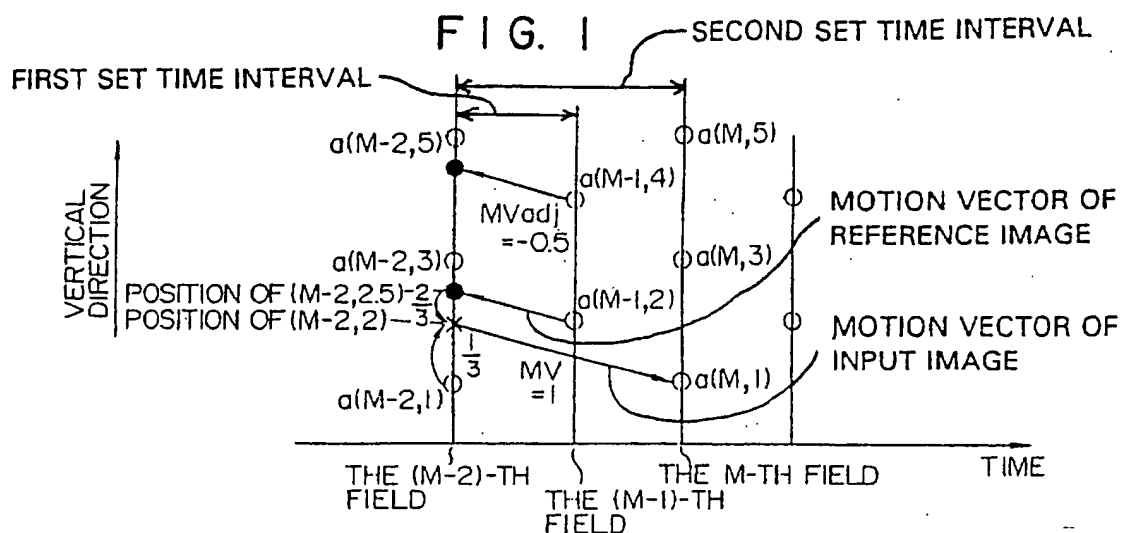 FIG. 1
SECOND SET TIME INTERVAL
FIRST SET TIME INTERVAL
a(M-2,5)
a(M,5)
a(M-1,4)
MVadj
=-0.5
MOTION VECTOR OF
REFERENCE IMAGE
VERTICAL
DIRECTION
a(M-2,3)
a(M,3)
POSITION OF (M-2,2.5)
2/3
a(M-1,2)
POSITION OF (M-2,2)
1/3
MV
=1
MOTION VECTOR OF
INPUT IMAGE
a(M-2,1)
a(M,1)
THE (M-2)-TH
FIELD
THE (M-1)-TH
FIELD
THE M-TH FIELD
TIME